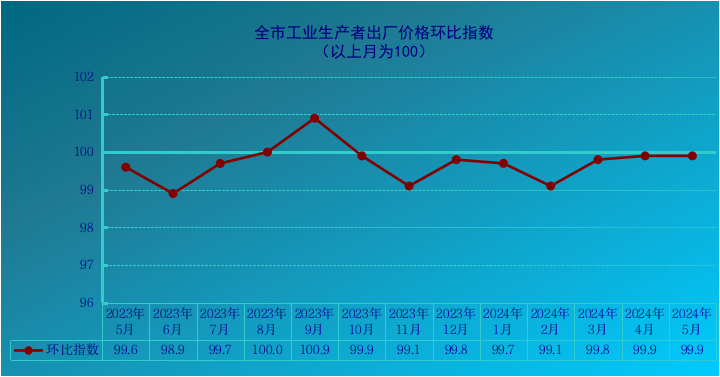 全市工业生产者出厂价格环比指数
（以上月为100）
102
101
100
99
98
97
96
2023年5月 2023年6月 2023年7月 2023年8月 2023年9月 2023年10月 2023年11月 2023年12月 2024年1月 2024年2月 2024年3月 2024年4月 2024年5月
环比指数 99.6 98.9 99.7 100.0 100.9 99.9 99.1 99.8 99.7 99.1 99.8 99.9 99.9